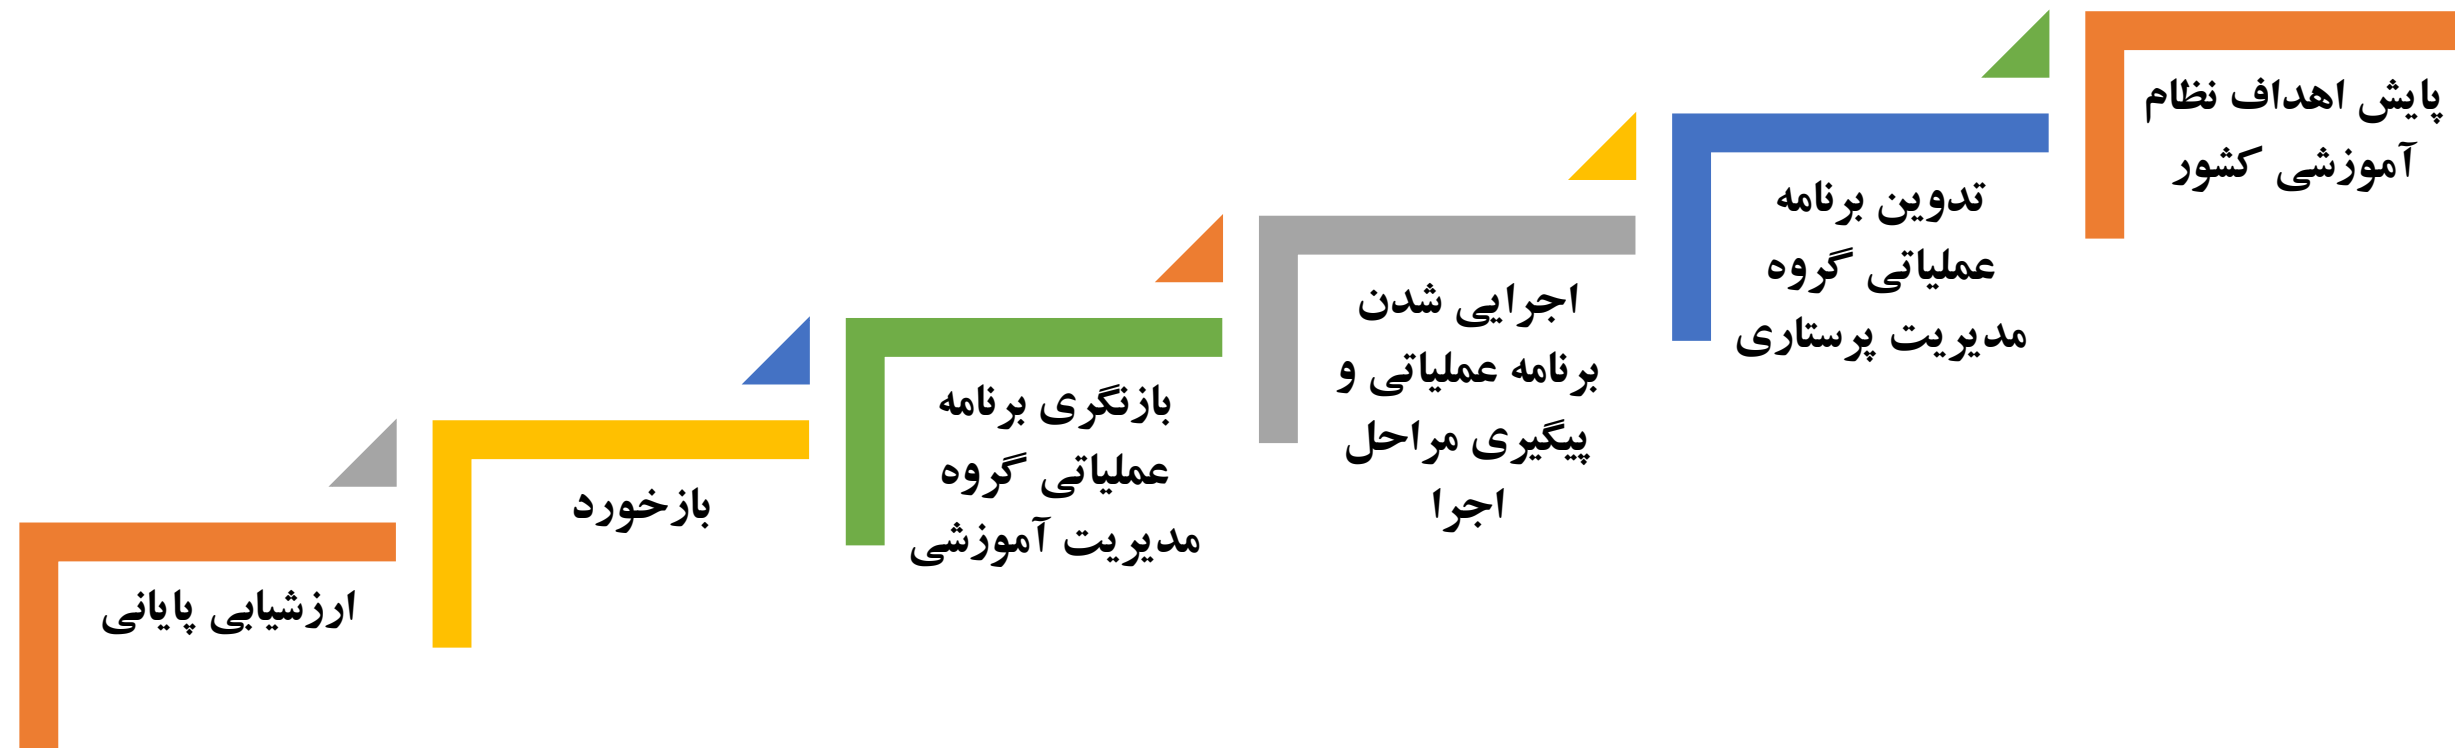 پایش اهداف نظام
آموزشی کشور
تدوین برنامه
عملیاتی گروه
مدیریت پرستاری
اجرایی شدن
برنامه عملیاتی و
پیگیری مراحل
اجرا
بازنگری برنامه
عملیاتی گروه
مدیریت آموزشی
بازخورد
ارزشیابی پایانی